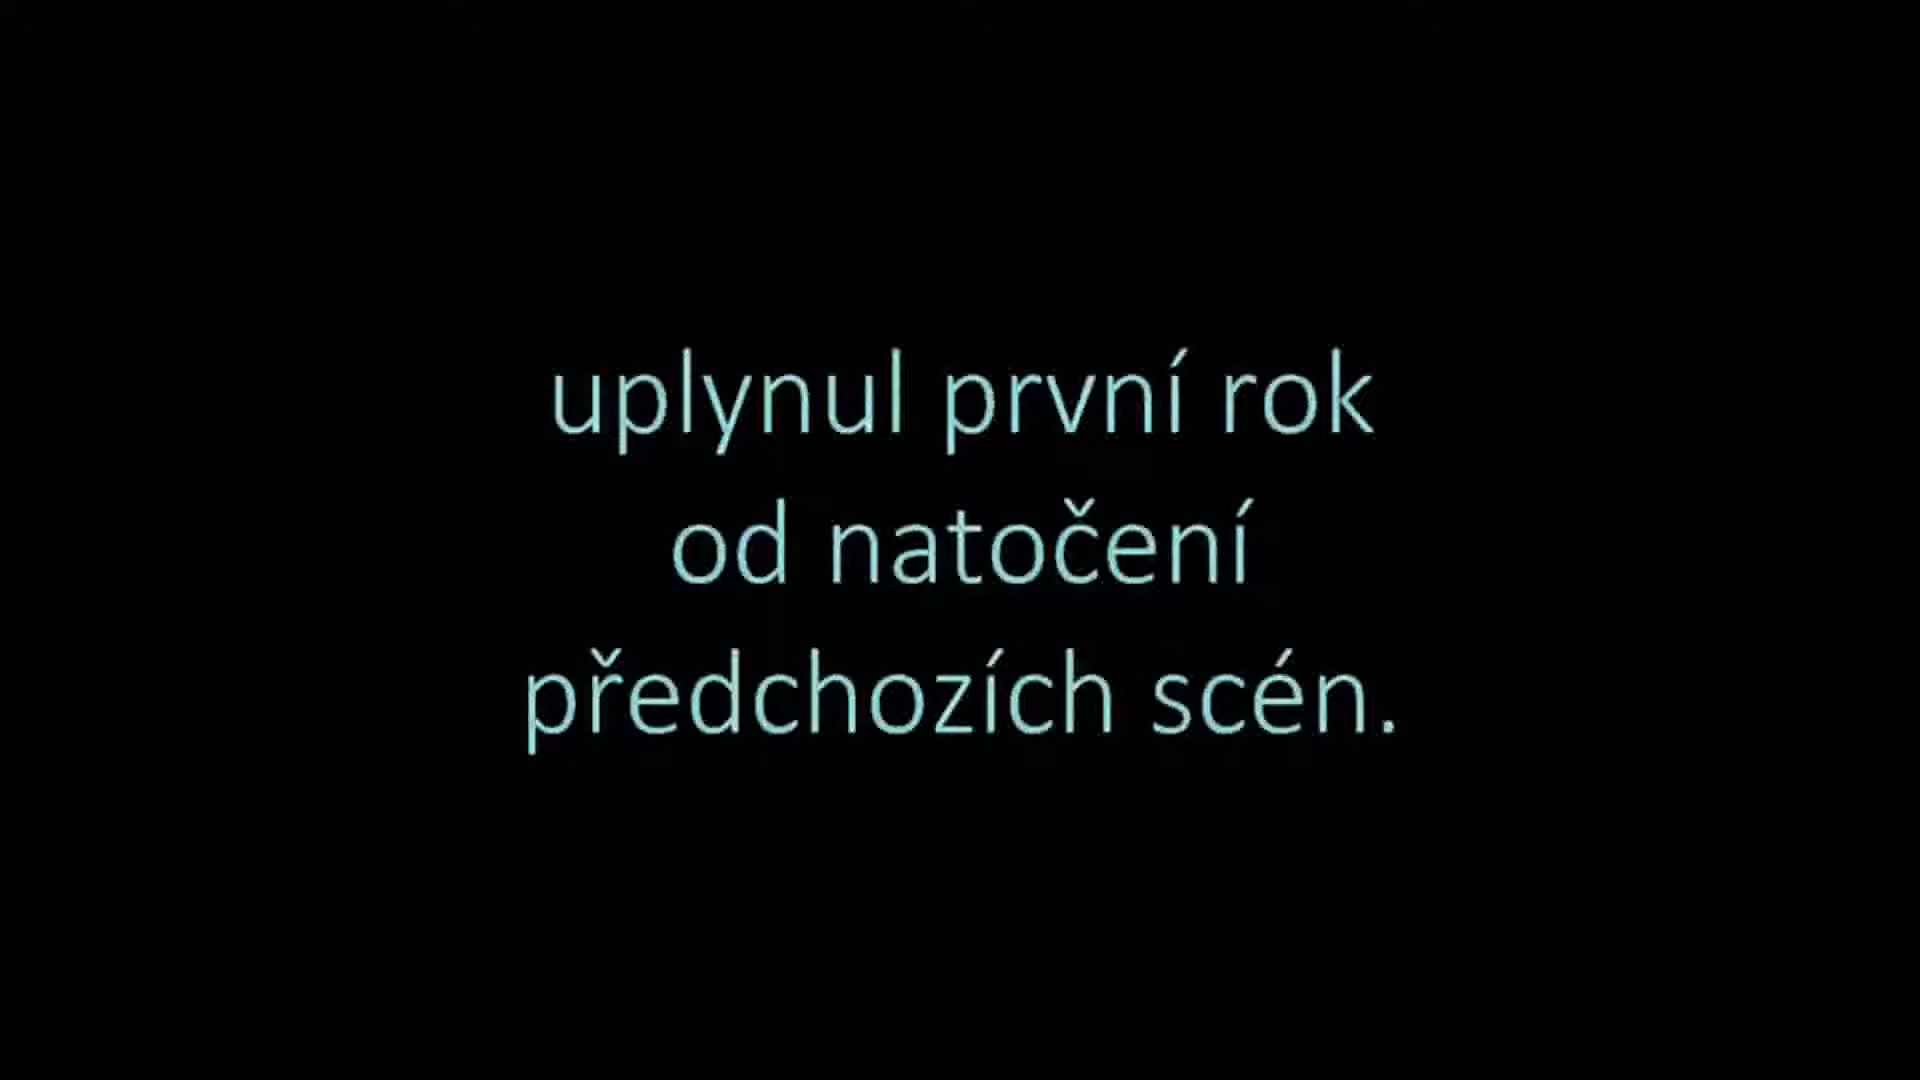 uplynul první rok
od natočení
předchozích scén.